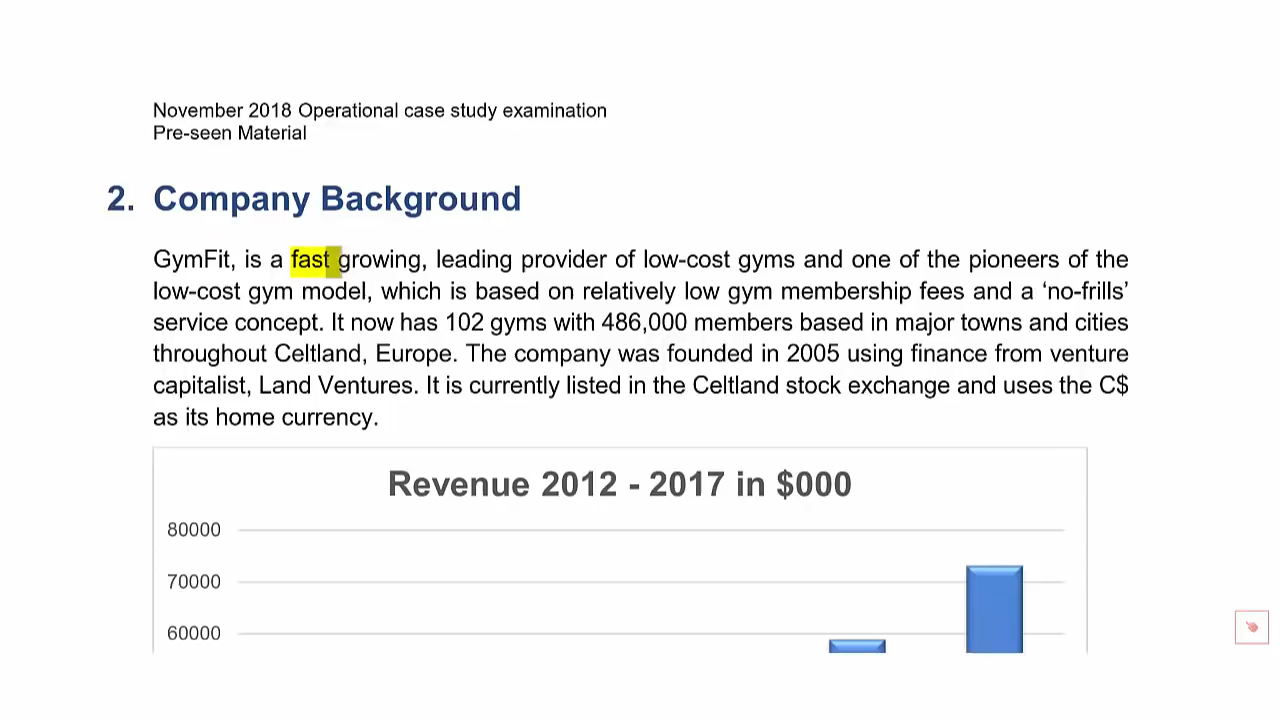 November 2018 Operational case study examination
Pre-seen Material
2. Company Background
GymFit, is a fast growing, leading provider of low-cost gyms and one of the pioneers of the
low-cost gym model, which is based on relatively low gym membership fees and a ‘no-frills’
service concept. It now has 102 gyms with 486,000 members based in major towns and cities
throughout Celtland, Europe. The company was founded in 2005 using finance from venture
capitalist, Land Ventures. It is currently listed in the Celtland stock exchange and uses the C$
as its home currency.
Revenue 2012 - 2017 in $000
80000
70000
60000